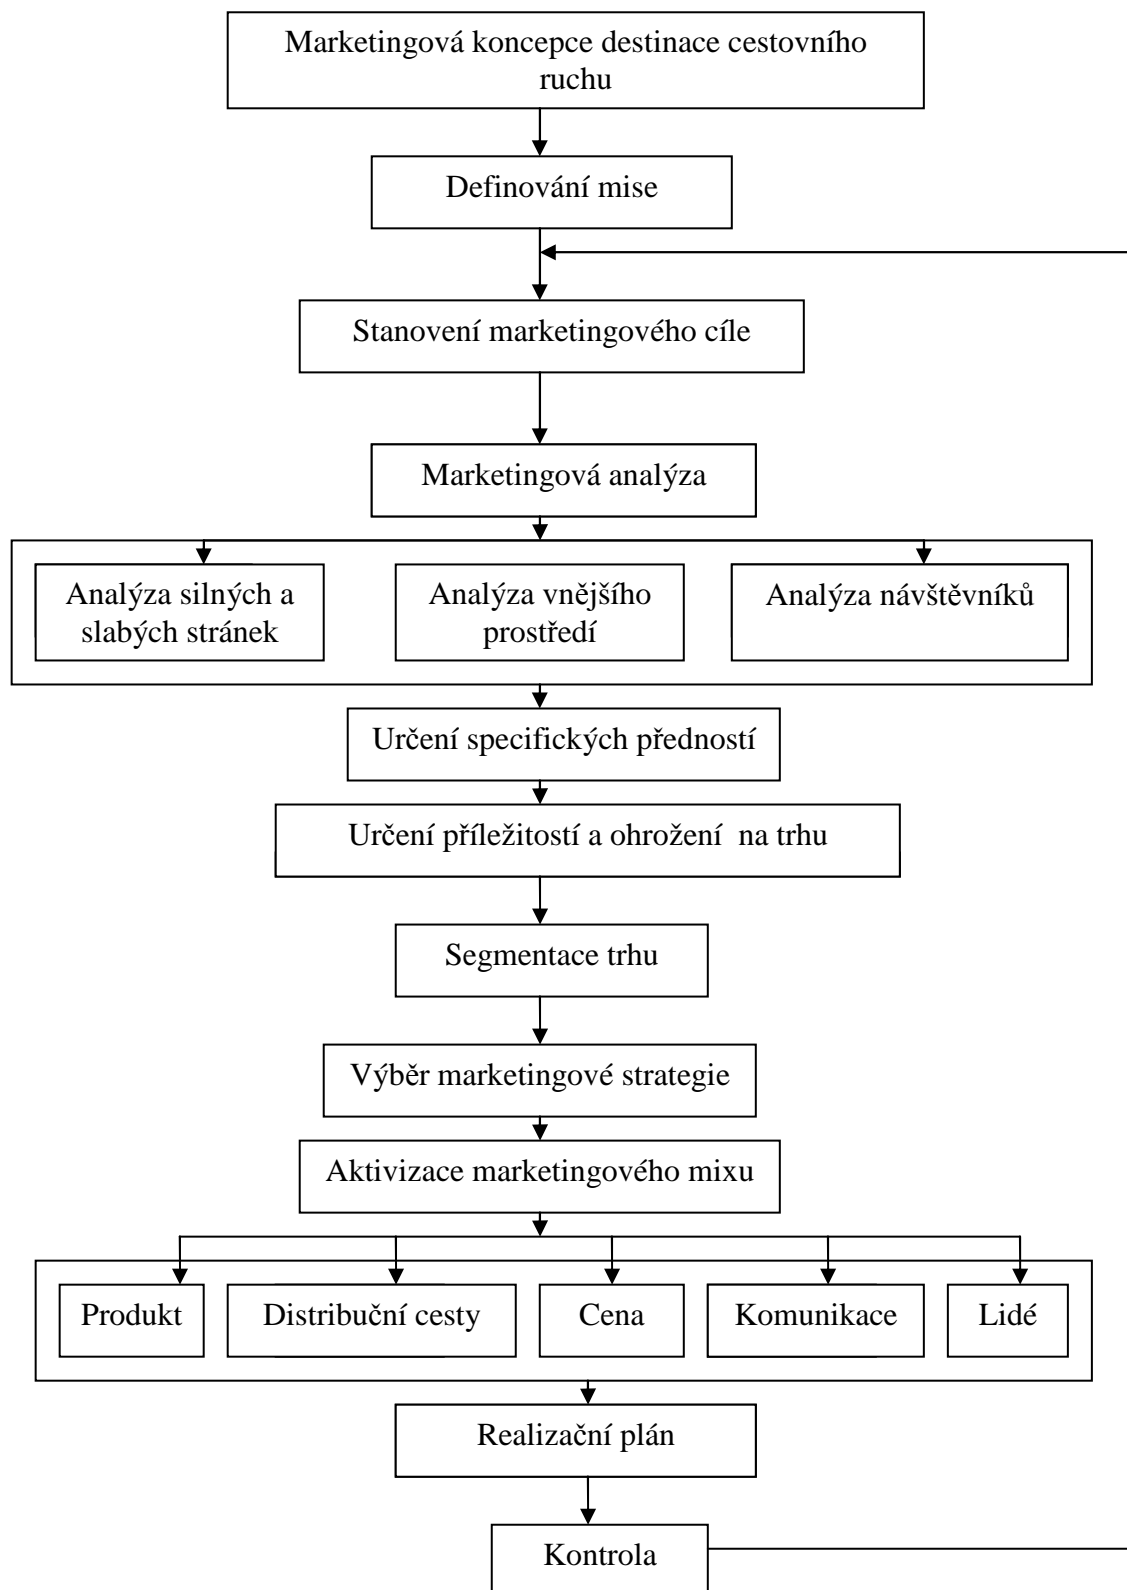 Marketingová koncepce destinace cestovního
ruchu
Definování mise
Stanovení marketingového cíle
Marketingová analýza
Analýza silných a
slabých stránek
Analýza vnějšího
prostředí
Analýza návštěvníků
Určení specifických předností
Určení příležitostí a ohrožení  na trhu
Segmentace trhu
Výběr marketingové strategie
Aktivizace marketingového mixu
Produkt
Distribuční cesty
Cena
Komunikace
Lidé
Realizační plán
Kontrola